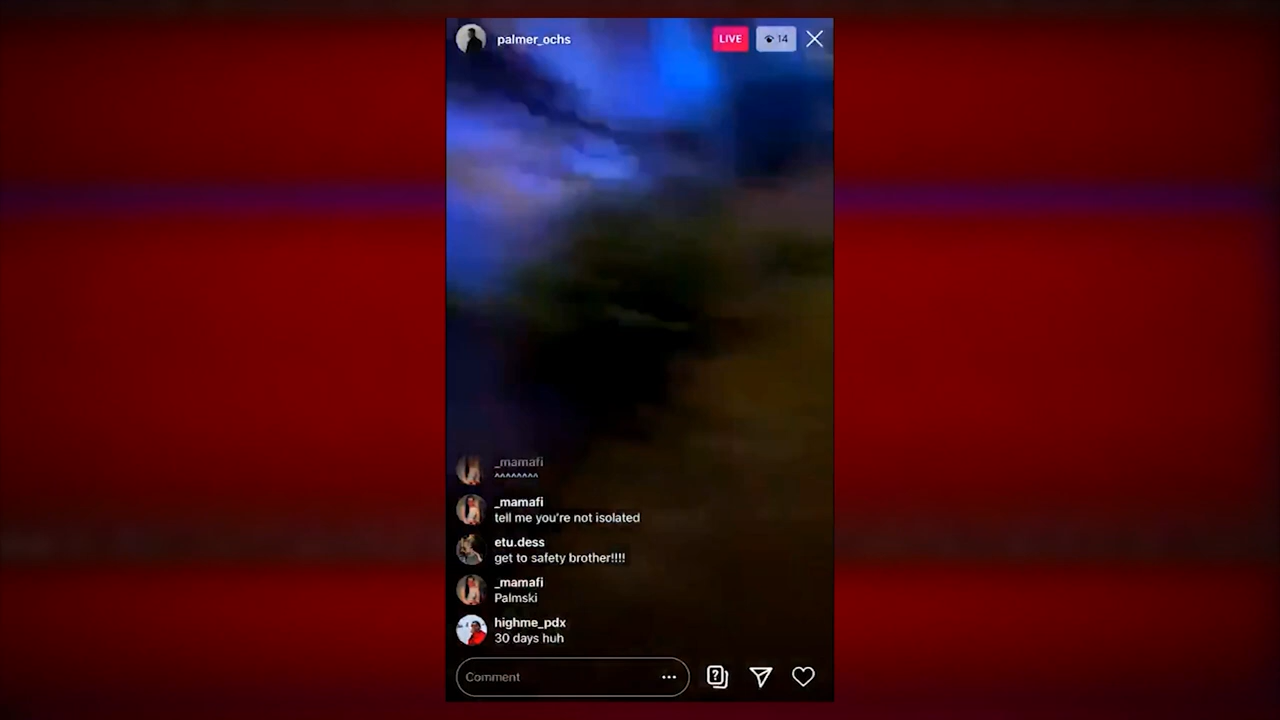 palmer_ochs
LIVE
14
_mamafi
^^^^^^^^
_mamafi
tell me you're not isolated
etu.dess
get to safety brother!!!!
_mamafi
Palmski
highme_pdx
30 days huh
Comment